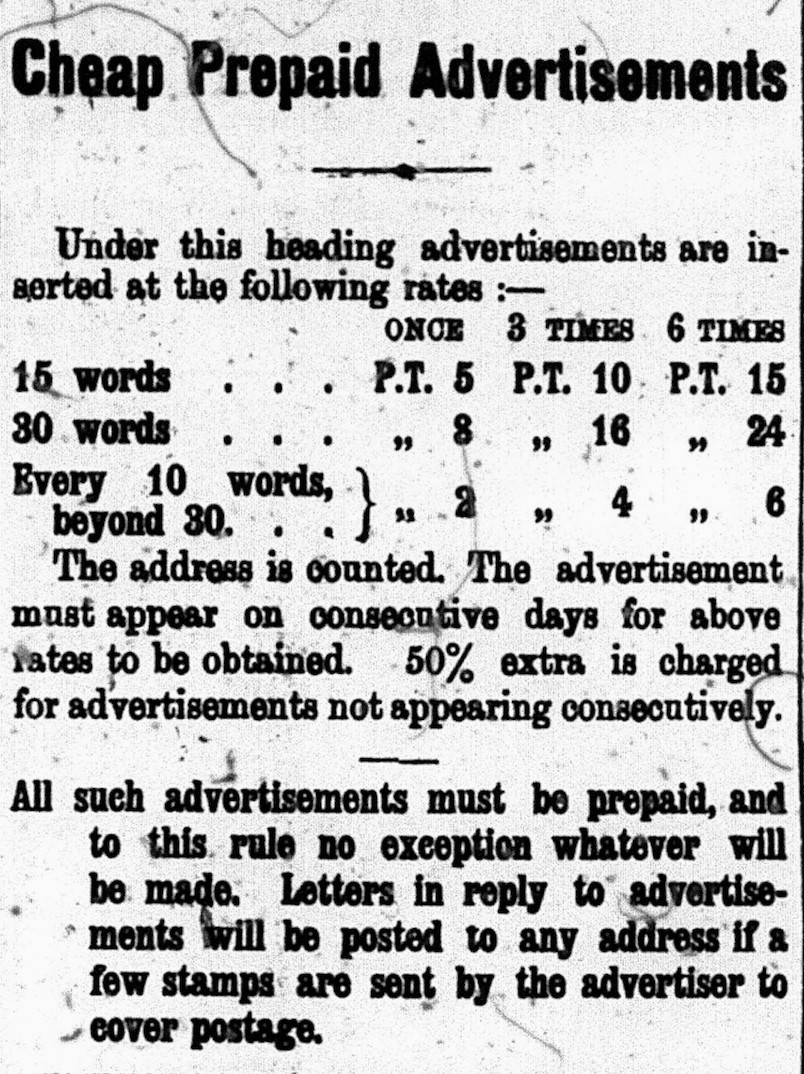 Cheap Prepaid Advertisements
Under this heading advertisements are in-
serted at the following rates :—
ONCE 3 TIMES 6 TIMES
15 words . . . P.T. 5 P.T. 10 P.T. 15
30 words . . . „ 8 „ 16 „ 24
Every 10 words, beyond 30. . . } „ 2 „ 4 „ 6
The address is counted. The advertisement
must appear on consecutive days for above
rates to be obtained. 50% extra is charged
for advertisements not appearing consecutively.
All such advertisements must be prepaid, and
to this rule no exception whatever will
be made. Letters in reply to advertise-
ments will be posted to any address if a
few stamps are sent by the advertiser to
cover postage.